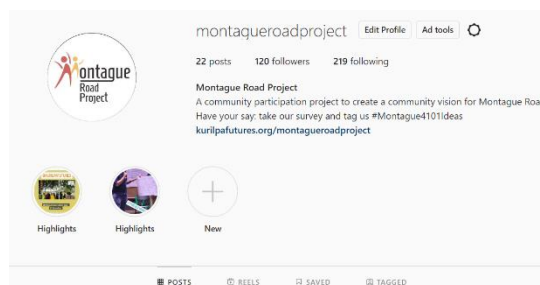 montaqueroadproject Edit Profile Ad tools
22 posts 120 followers 219 following
Montague
Road
Project
Montague Road Project
A community participation project to create a community vision for Montague Roa
Have your say: take our survey and tag us #Montague4101Ideas
kurilpafutures.org/montagueroadproject
Highlights Highlights New
POSTS REELS SAVED TAGGED